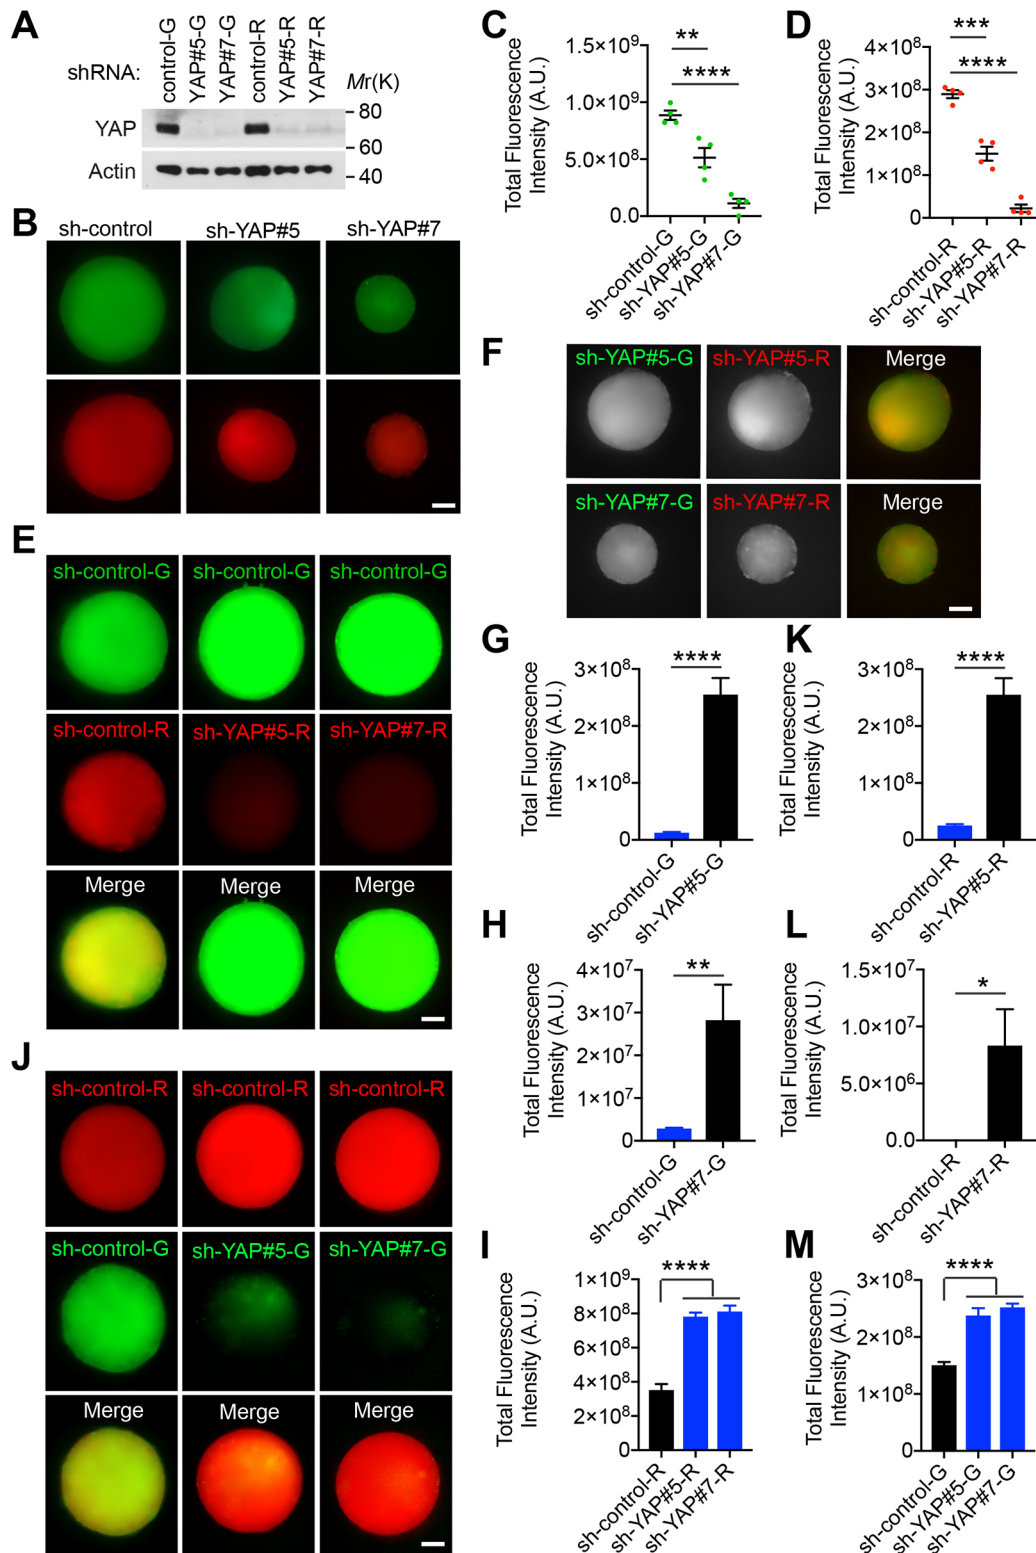 A
shRNA:
control-G
YAP#5-G
YAP#7-G
control-R
YAP#5-R
YAP#7-R
Mr(K)
YAP
Actin
80
60
40
B
sh-control
sh-YAP#5
sh-YAP#7
C
Total Fluorescence
Intensity (A.U.)
1.5×10⁹
1.0×10⁹
5.0×10⁸
0.0
**
****
sh-control-G
sh-YAP#5-G
sh-YAP#7-G
D
Total Fluorescence
Intensity (A.U.)
4×10⁸
3×10⁸
2×10⁸
1×10⁸
0
***
****
sh-control-R
sh-YAP#5-R
sh-YAP#7-R
E
sh-control-G
sh-control-G
sh-control-G
sh-control-R
sh-YAP#5-R
sh-YAP#7-R
Merge
Merge
Merge
F
sh-YAP#5-G
sh-YAP#5-R
Merge
sh-YAP#7-G
sh-YAP#7-R
Merge
G
Total Fluorescence
Intensity (A.U.)
3×10⁸
2×10⁸
1×10⁸
0
****
sh-control-G
sh-YAP#5-G
K
Total Fluorescence
Intensity (A.U.)
3×10⁸
2×10⁸
1×10⁸
0
****
sh-control-R
sh-YAP#5-R
H
Total Fluorescence
Intensity (A.U.)
4×10⁷
3×10⁷
2×10⁷
1×10⁷
0
**
sh-control-G
sh-YAP#7-G
L
Total Fluorescence
Intensity (A.U.)
1.5×10⁷
1.0×10⁷
5.0×10⁶
0.0
*
sh-control-R
sh-YAP#7-R
J
sh-control-R
sh-control-R
sh-control-R
sh-control-G
sh-YAP#5-G
sh-YAP#7-G
Merge
Merge
Merge
I
Total Fluorescence
Intensity (A.U.)
1×10⁹
8×10⁸
6×10⁸
4×10⁸
2×10⁸
0
****
sh-control-R
sh-YAP#5-R
sh-YAP#7-R
M
Total Fluorescence
Intensity (A.U.)
3×10⁸
2×10⁸
1×10⁸
0
****
sh-control-G
sh-YAP#5-G
sh-YAP#7-G